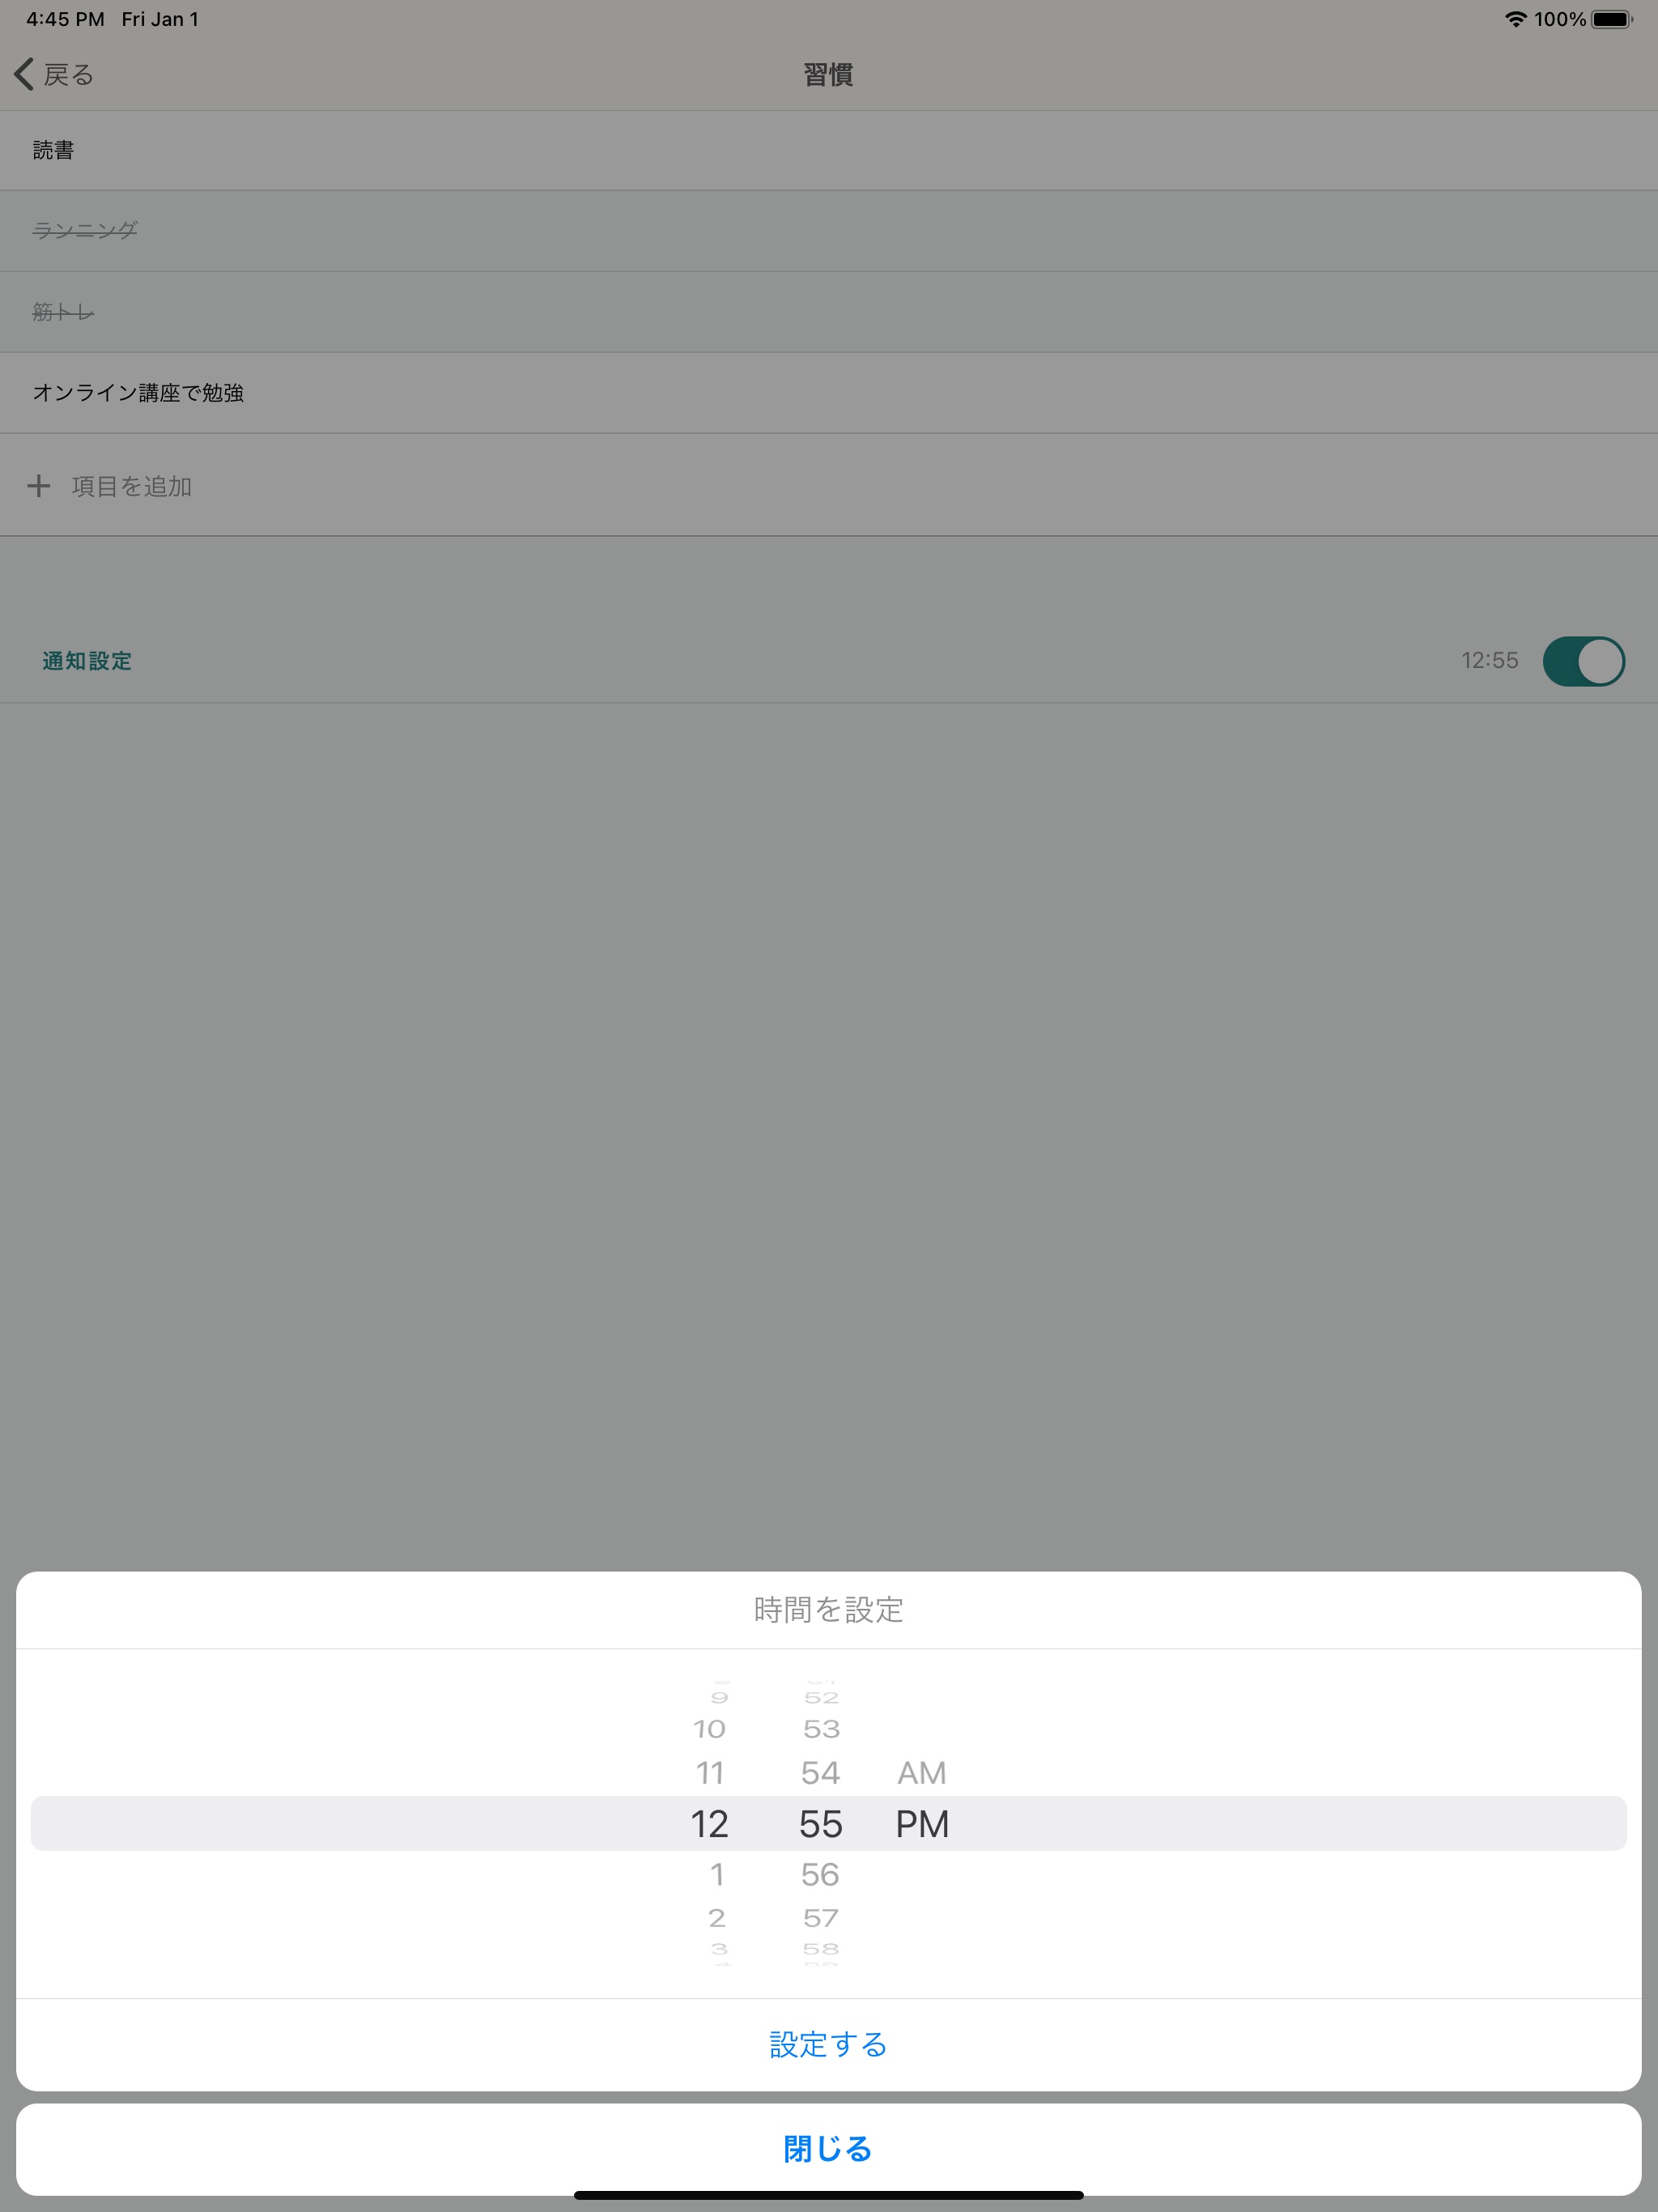 4:45 PM Fri Jan 1 100%
戻る 習慣
読書
ランニング
筋トレ
オンライン講座で勉強
+ 項目を追加
通知設定 12:55
時間を設定
9 52
10 53
11 54 AM
12 55 PM
1 56
2 57
3 58
設定する
閉じる